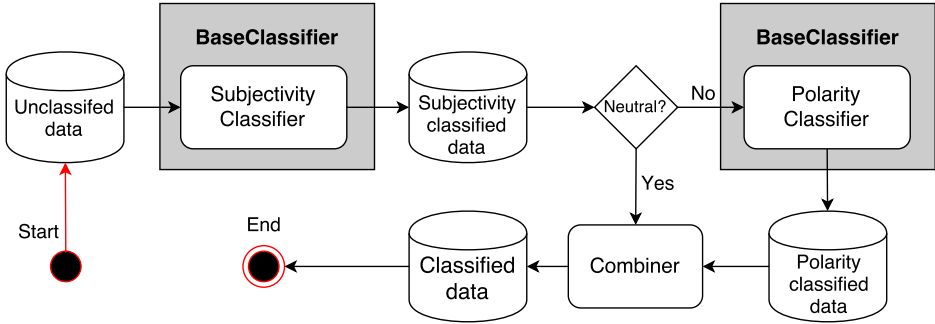 BaseClassifier
BaseClassifier
Unclassifed
data
Subjectivity
Classifier
Subjectivity
classified
data
Neutral?
No
Polarity
Classifier
Yes
Start
End
Classified
data
Combiner
Polarity
classified
data